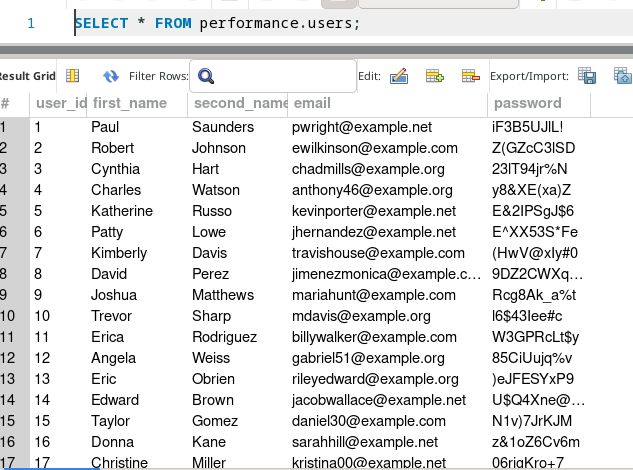 1 SELECT * FROM performance.users;
Result Grid Filter Rows: Edit: Export/Import:
# user_id first_name second_name email password
1 1 Paul Saunders pwright@example.net iF3B5UJlL!
2 2 Robert Johnson ewilkinson@example.com Z(GZcC3lSD
3 3 Cynthia Hart chadmills@example.org 23lT94jr%N
4 4 Charles Watson anthony46@example.org y8&XE(xa)Z
5 5 Katherine Russo kevinporter@example.net E&2IPSgJ$6
6 6 Patty Lowe jhernandez@example.net E^XX53S*Fe
7 7 Kimberly Davis travishouse@example.com (HwV@xIy#0
8 8 David Perez jimenezmonica@example.c... 9DZ2CWXq...
9 9 Joshua Matthews mariahunt@example.com Rcg8Ak_a%t
10 10 Trevor Sharp mdavis@example.org l6$43Iee#c
11 11 Erica Rodriguez billywalker@example.com W3GPRcLt$y
12 12 Angela Weiss gabriel51@example.org 85CiUujq%v
13 13 Eric Obrien rileyedward@example.com )eJFESYxP9
14 14 Edward Brown jacobwallace@example.net U$Q4Xne@...
15 15 Taylor Gomez daniel30@example.com N1v)7JrKJM
16 16 Donna Kane sarahhill@example.net z&1oZ6Cv6m
17 17 Christine Miller kristina00@example.net 06rigKro+7